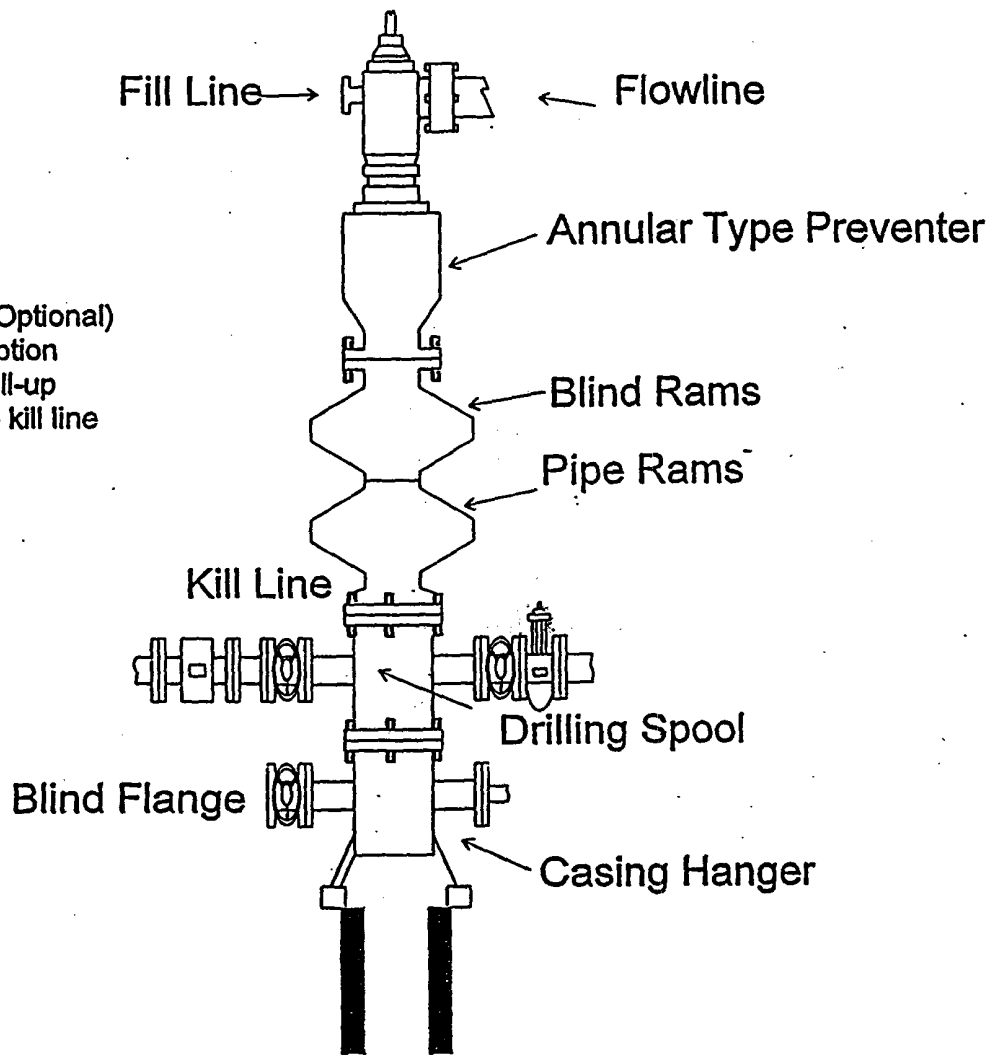 Fill Line
Flowline
Annular Type Preventer
Optional)
ll-up
kill line
Blind Rams
Pipe Rams
Kill Line
Drilling Spool
Blind Flange
Casing Hanger